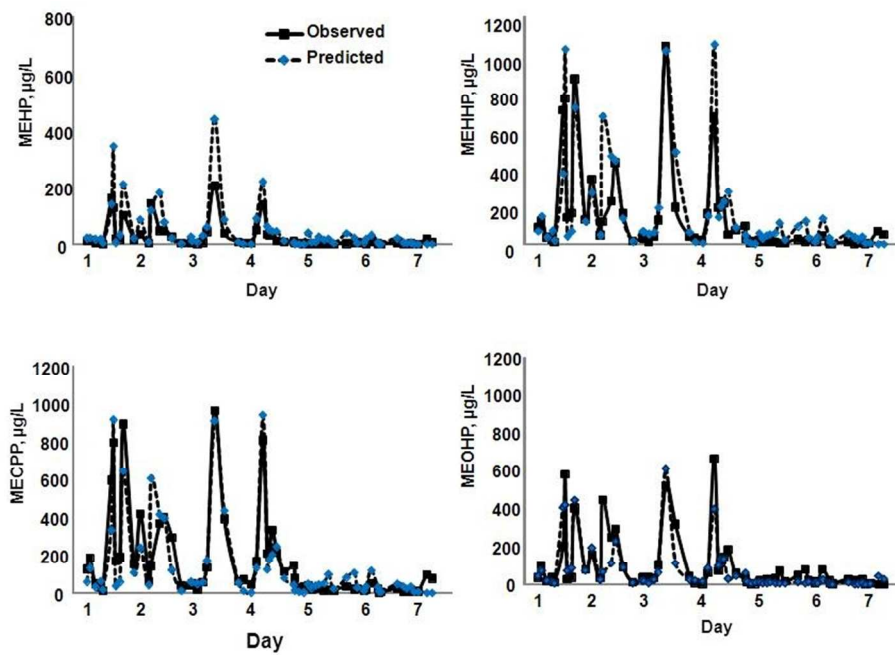 800
600
400
200
0
MEHP, µg/L
Observed
Predicted
1 2 3 4 5 6 7
Day
1200
1000
800
600
400
200
0
MEHHP, µg/L
1 2 3 4 5 6 7
Day
1200
1000
800
600
400
200
0
MECPP, µg/L
1 2 3 4 5 6 7
Day
1200
1000
800
600
400
200
0
MEOHP, µg/L
1 2 3 4 5 6 7
Day